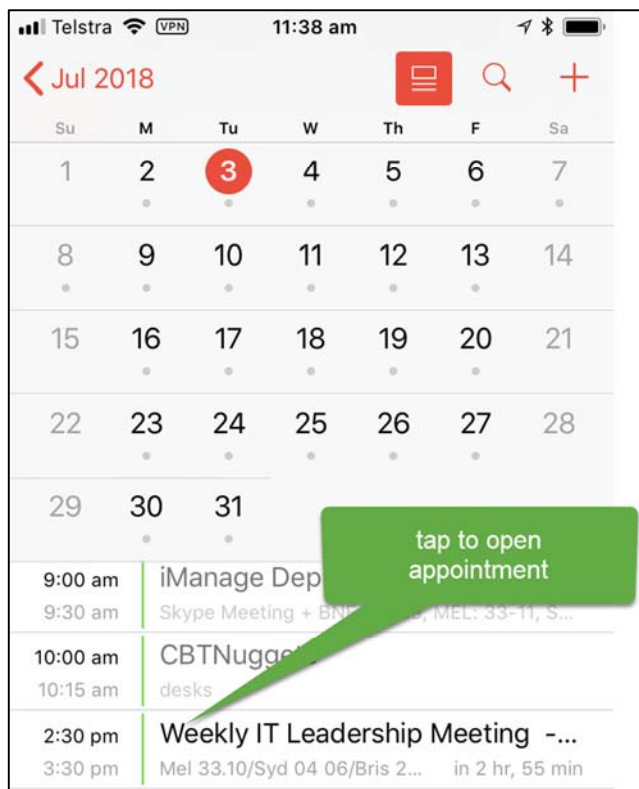 Telstra VPN 11:38 am
Jul 2018
Su M Tu W Th F Sa
1 2 3 4 5 6 7
8 9 10 11 12 13 14
15 16 17 18 19 20 21
22 23 24 25 26 27 28
29 30 31
tap to open
appointment
9:00 am iManage Dep
9:30 am Skype Meeting + MEL: 33-11, S...
10:00 am
10:15 am desks
2:30 pm Weekly IT Leadership Meeting -...
3:30 pm Mel 33.10/Syd 04 06/Bris 2... in 2 hr, 55 min